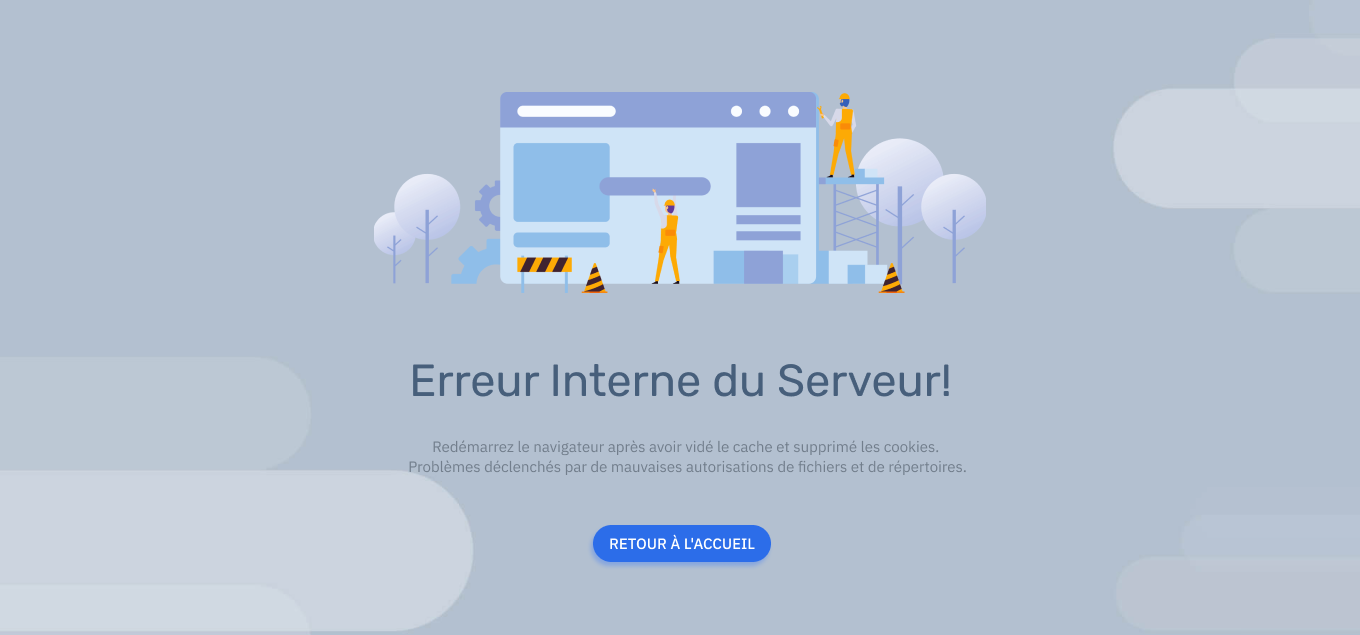 Erreur Interne du Serveur!
Redémarrez le navigateur après avoir vidé le cache et supprimé les cookies.
Problèmes déclenchés par de mauvaises autorisations de fichiers et de répertoires.
RETOUR À L'ACCUEIL